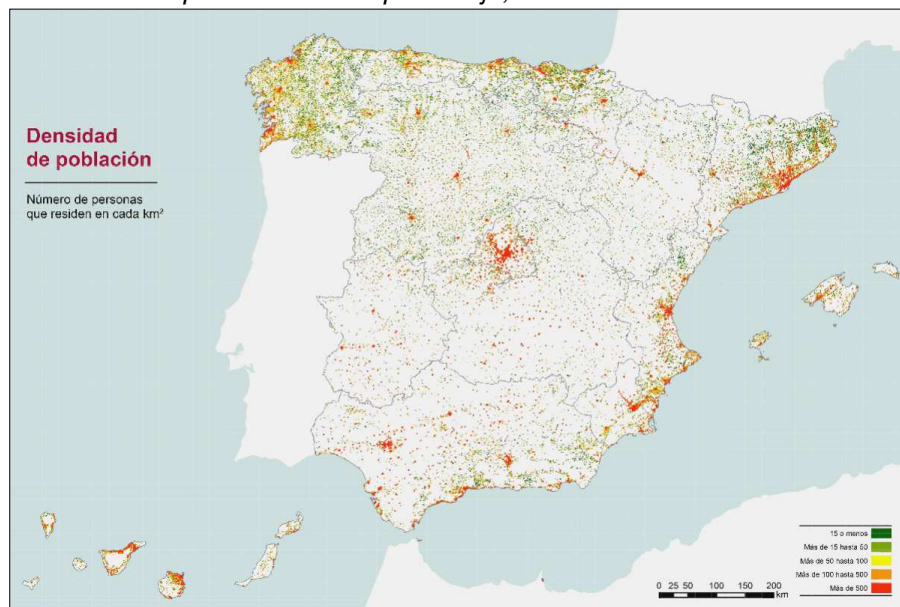 Densidad
de población
Número de personas
que residen en cada km²
15 o menos
Más de 15 hasta 50
Más de 50 hasta 100
Más de 100 hasta 500
Más de 500
0 25 50 100 150 200
km